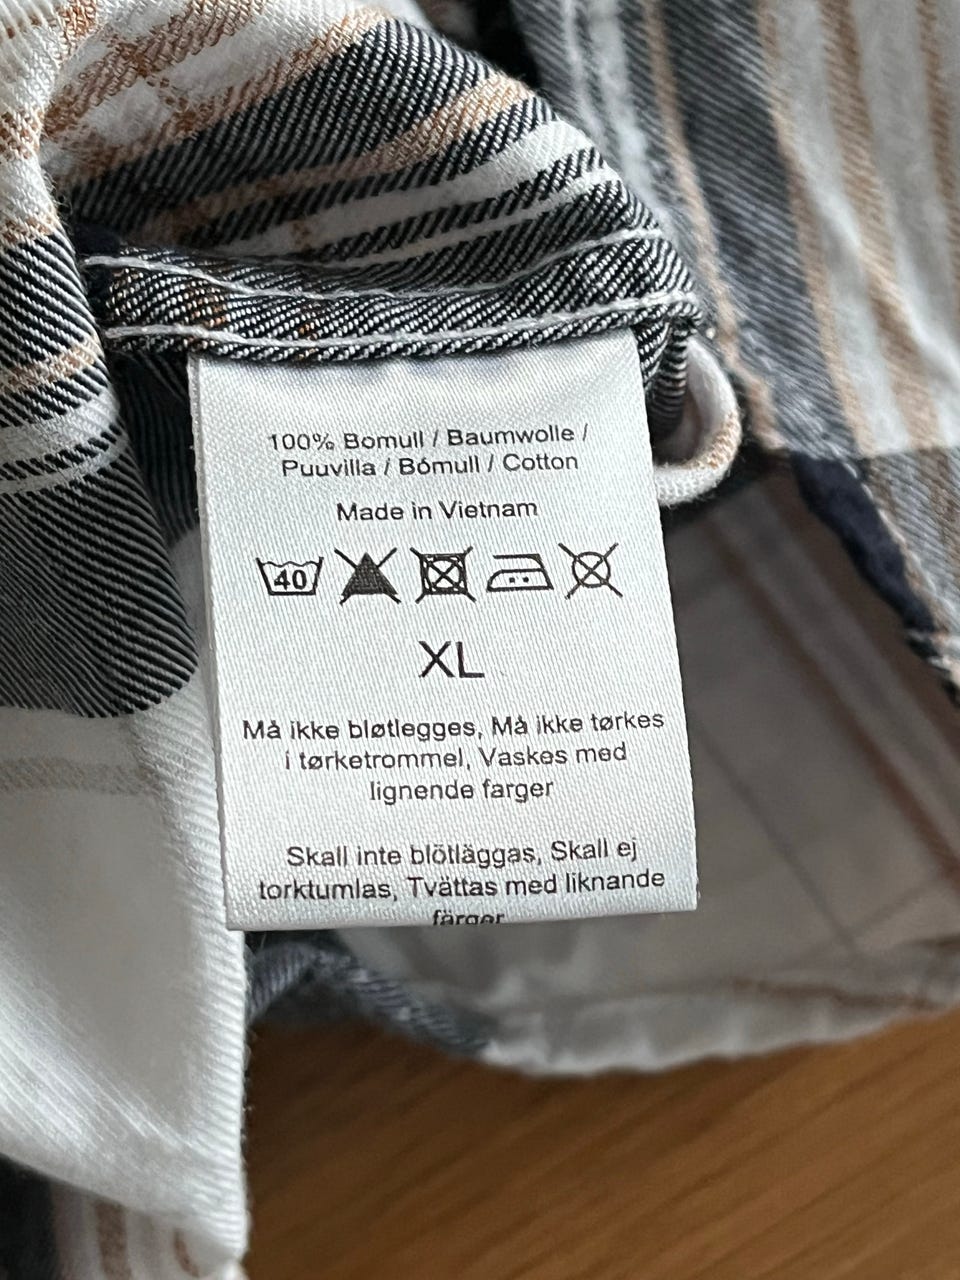 100% Bomull / Baumwolle /
Puuvilla / Bómull / Cotton
Made in Vietnam
40
XL
Må ikke bløtlegges, Må ikke tørkes
i tørketrommel, Vaskes med
lignende farger
Skall inte blötläggas, Skall ej
torktumlas, Tvättas med liknande
färger